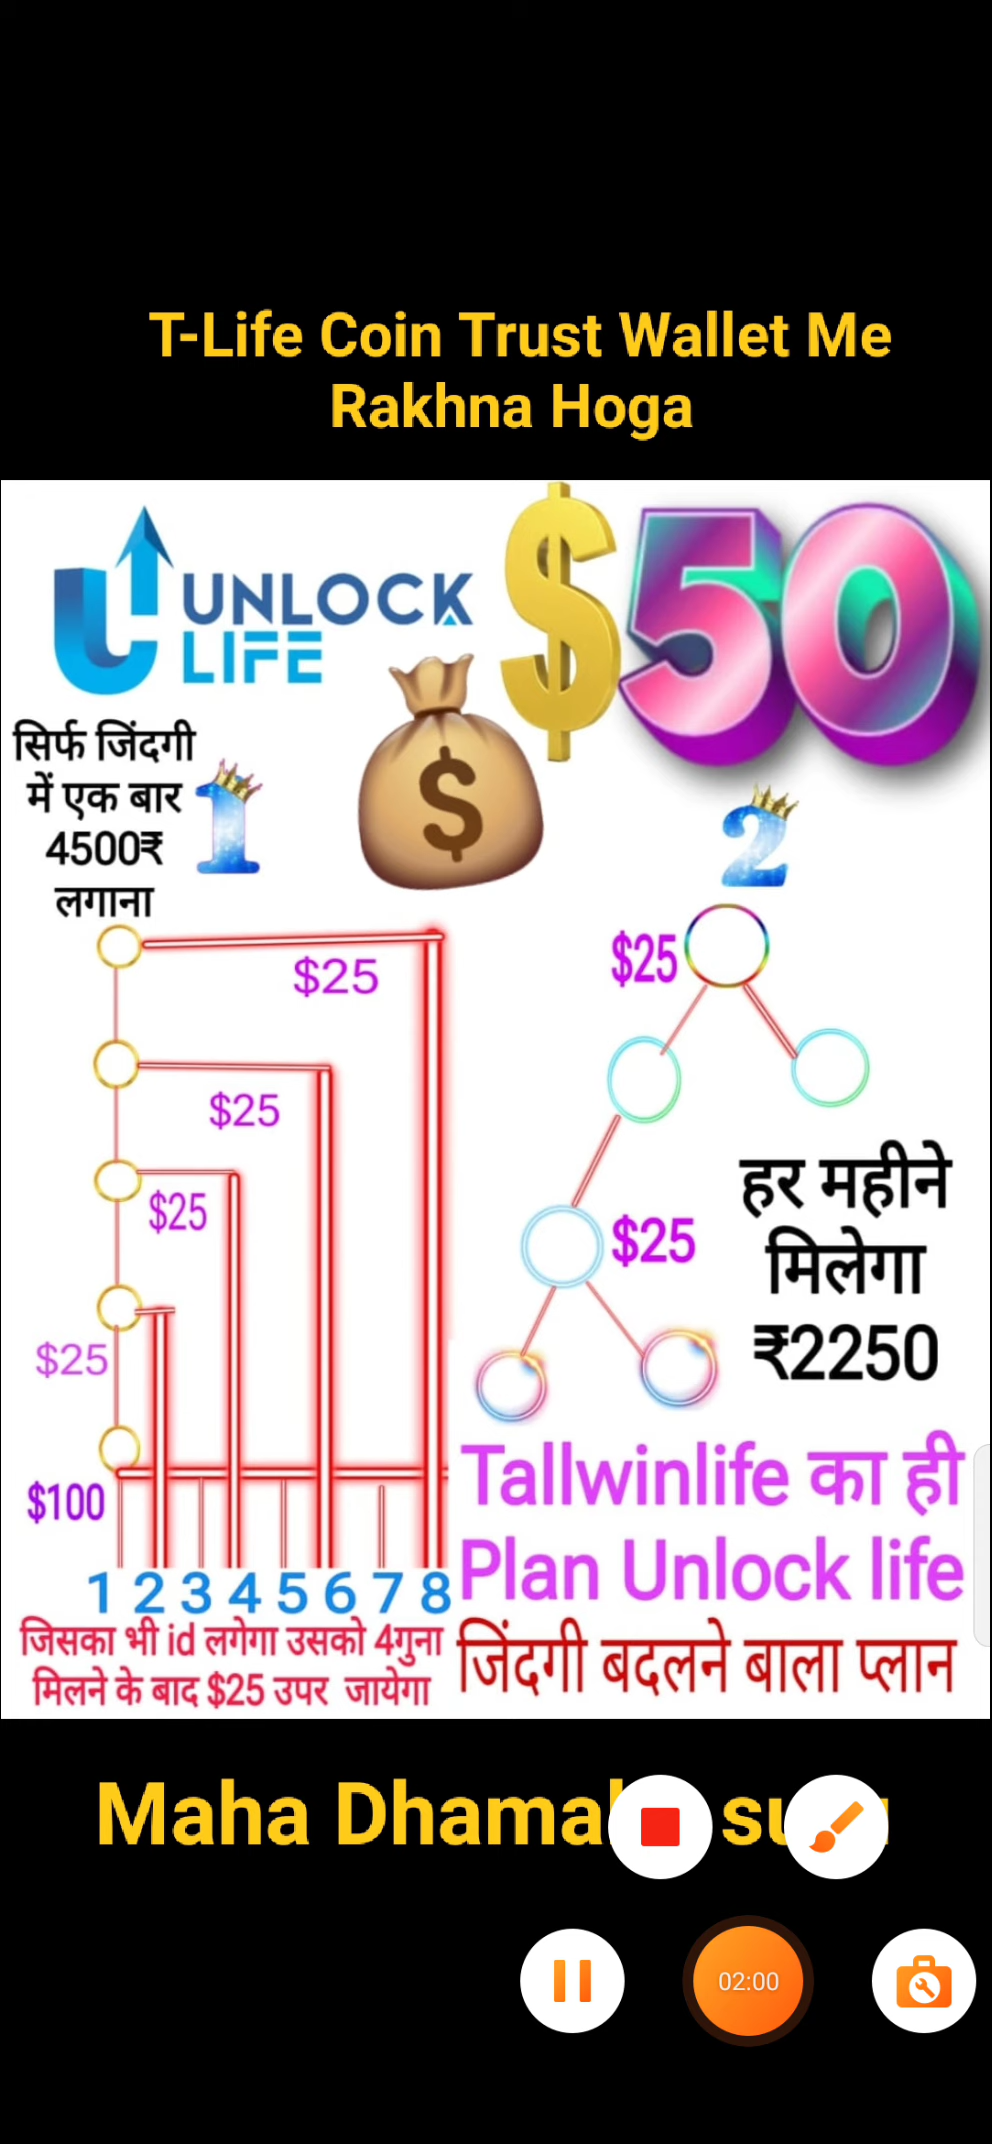 T-Life Coin Trust Wallet Me
Rakhna Hoga
UNLOCK
LIFE
$50
$
सिर्फ जिंदगी
में एक बार
4500₹
लगाना
1
2
$25
$25
$25
$25
$100
1 2 3 4 5 6 7 8
जिसका भी id लगेगा उसको 4गुना
मिलने के बाद $25 उपर जायेगा
$25
$25
हर महीने
मिलेगा
₹2250
Tallwinlife का ही
Plan Unlock life
जिंदगी बदलने बाला प्लान
Maha
02:00